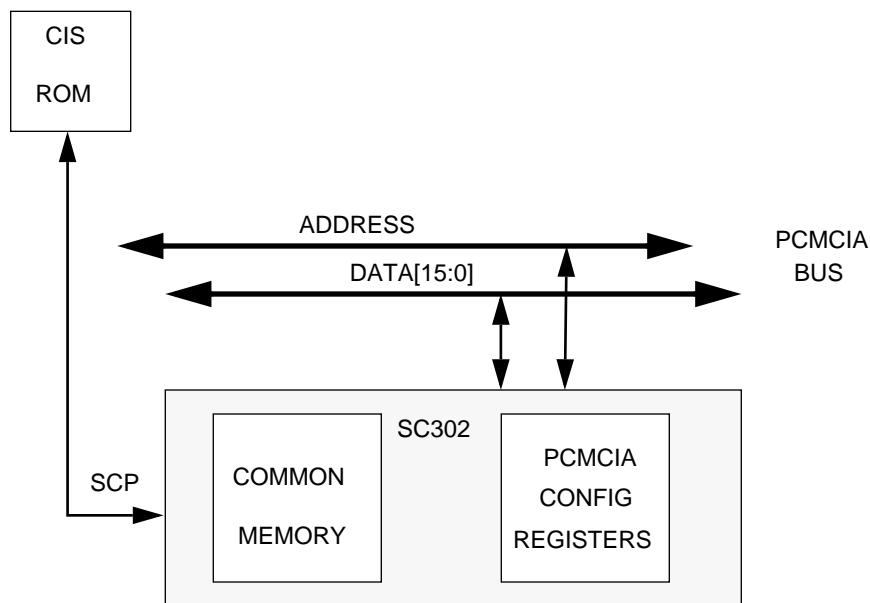 CIS
ROM
ADDRESS
DATA[15:0]
PCMCIA
BUS
SC302
SCP
COMMON
MEMORY
PCMCIA
CONFIG
REGISTERS